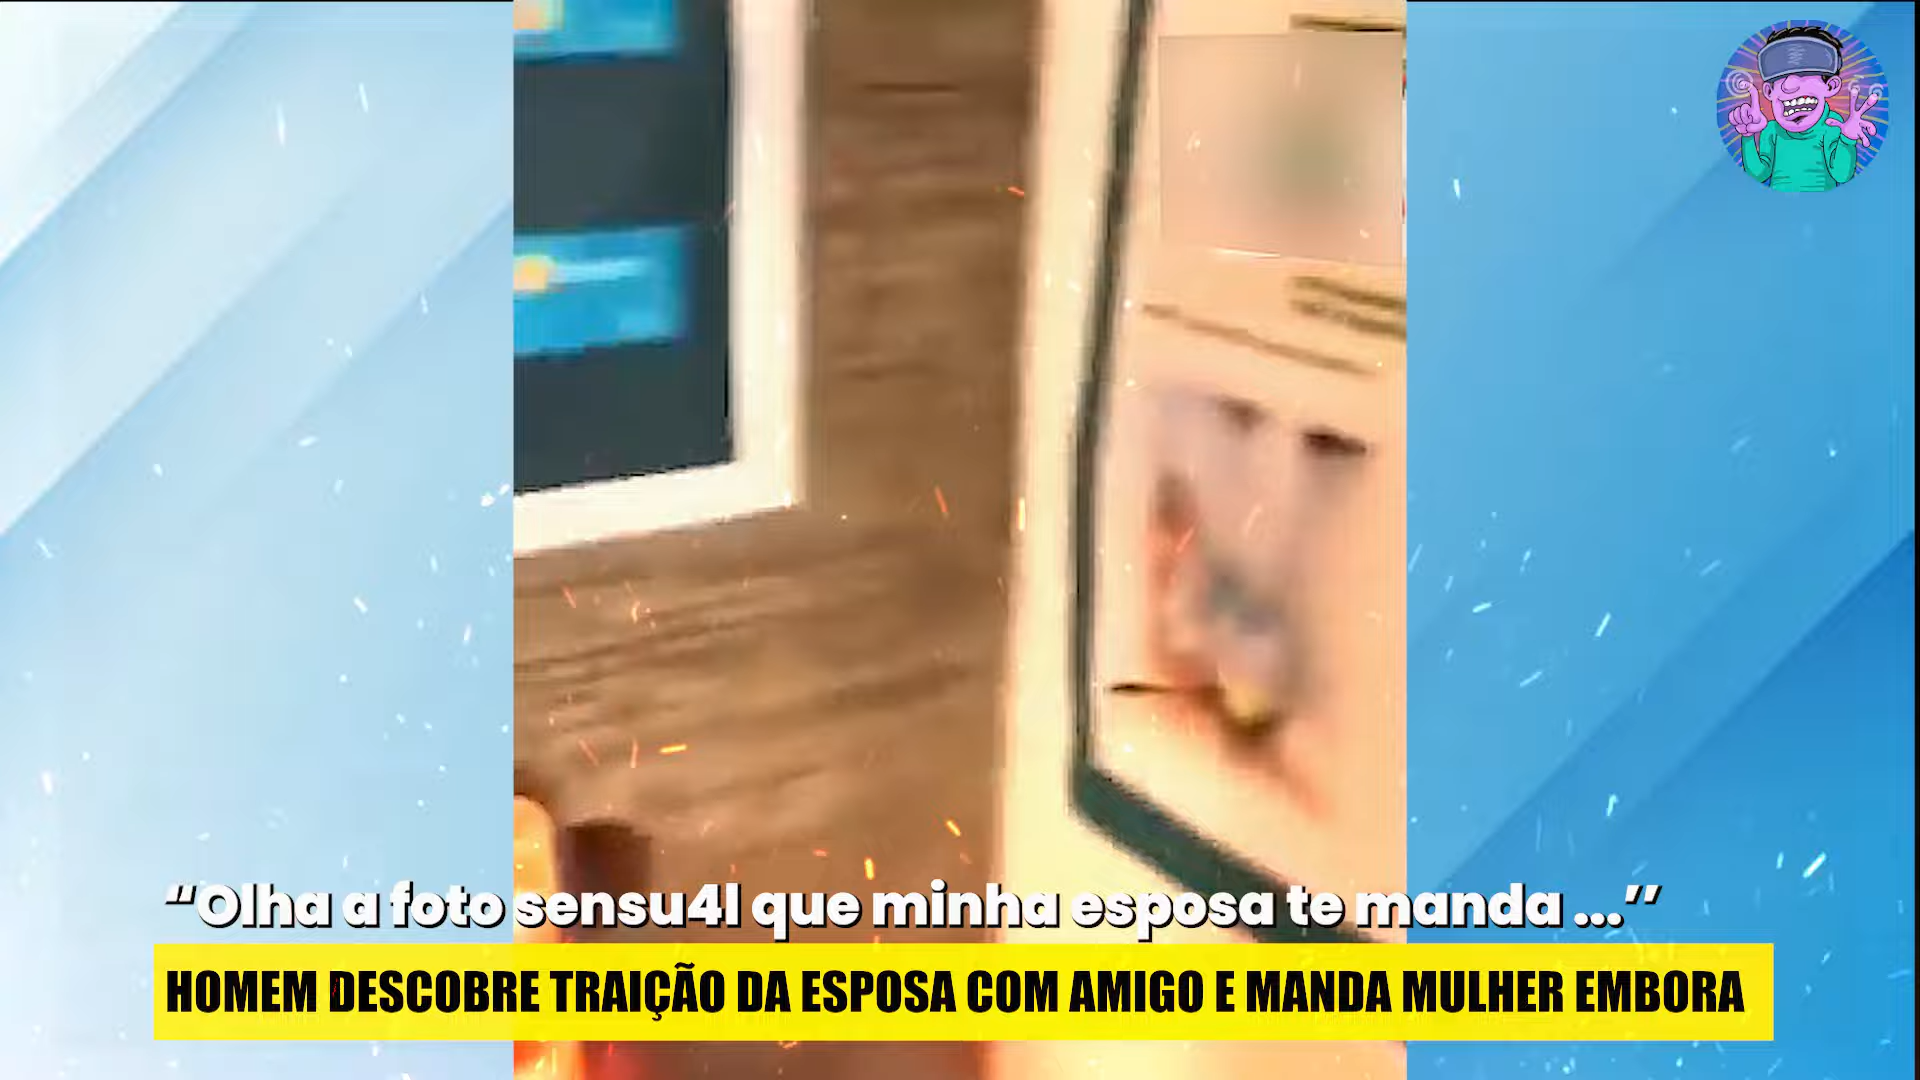 “Olha a foto sensu4l que minha esposa te manda ...’’
HOMEM DESCOBRE TRAIÇÃO DA ESPOSA COM AMIGO E MANDA MULHER EMBORA